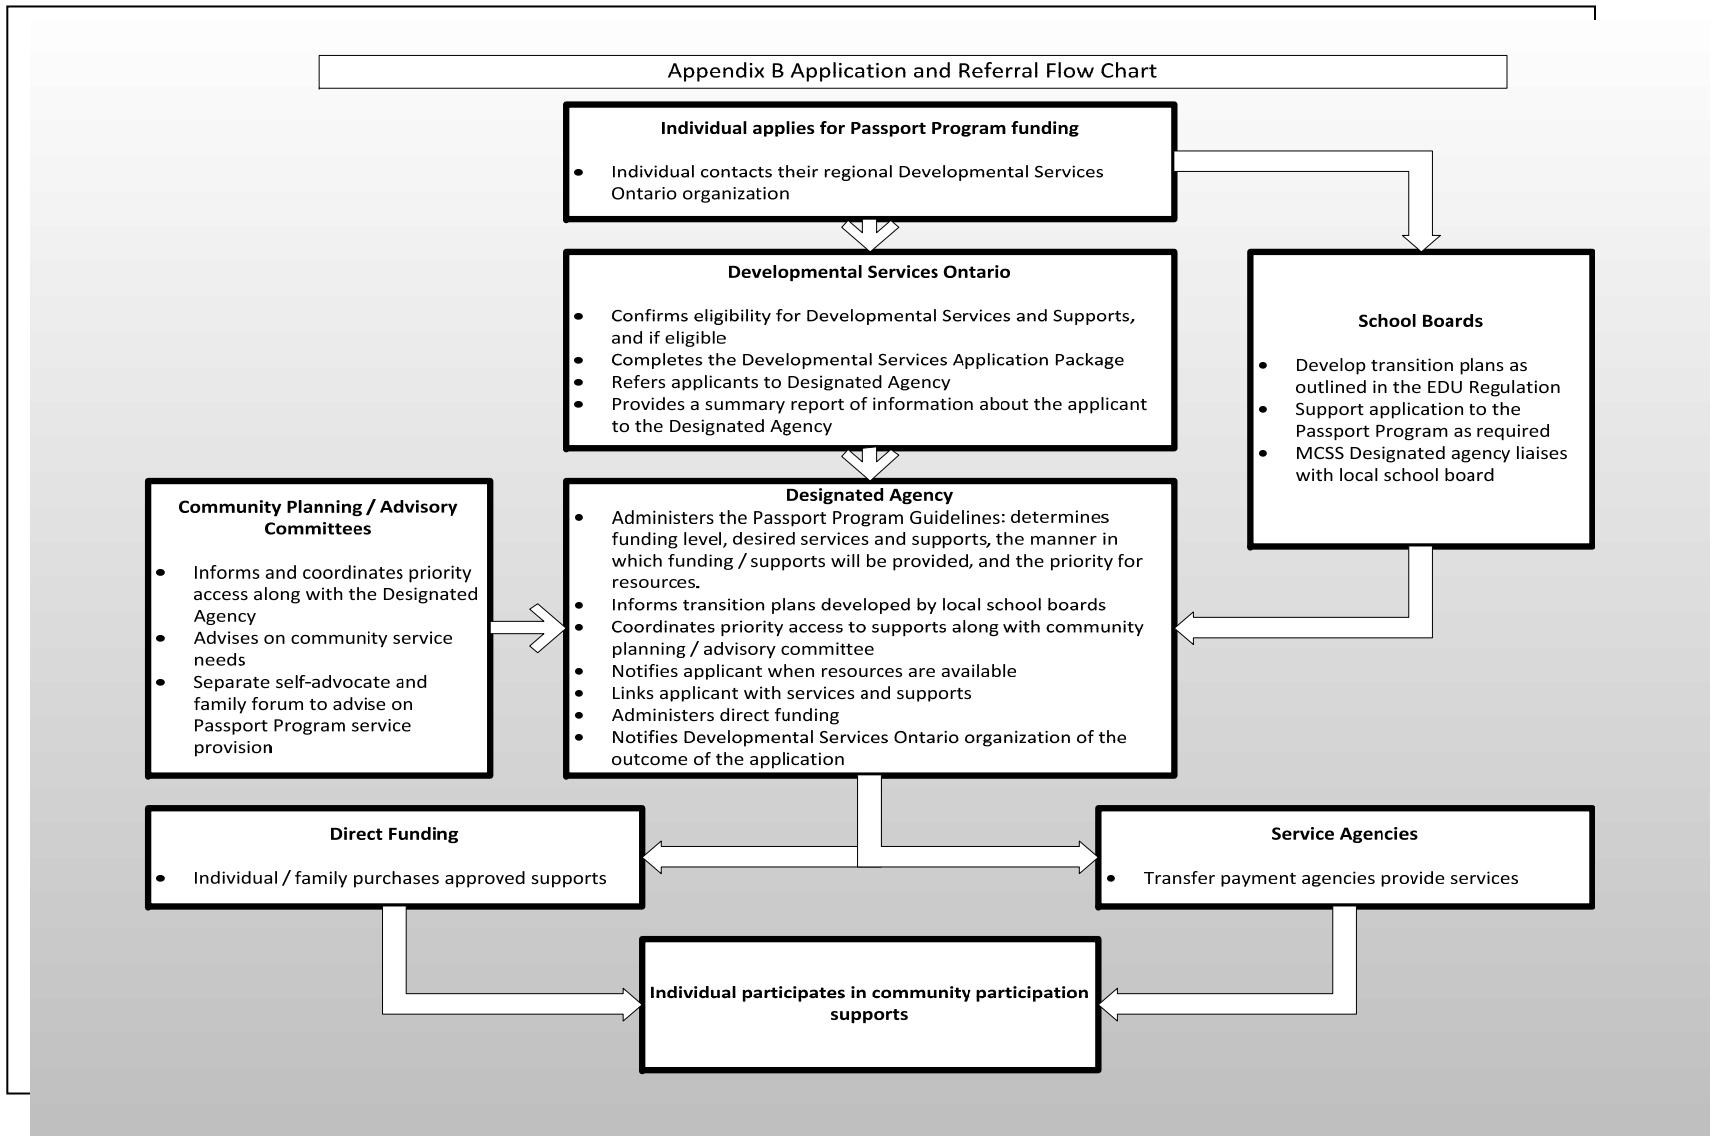 Appendix B Application and Referral Flow Chart
Individual applies for Passport Program funding
• Individual contacts their regional Developmental Services
Ontario organization
Developmental Services Ontario
• Confirms eligibility for Developmental Services and Supports,
and if eligible
• Completes the Developmental Services Application Package
• Refers applicants to Designated Agency
• Provides a summary report of information about the applicant
to the Designated Agency
School Boards
• Develop transition plans as
outlined in the EDU Regulation
• Support application to the
Passport Program as required
• MCSS Designated agency liaises
with local school board
Community Planning / Advisory
Committees
• Informs and coordinates priority
access along with the Designated
Agency
• Advises on community service
needs
• Separate self-advocate and
family forum to advise on
Passport Program service
provision
Designated Agency
• Administers the Passport Program Guidelines: determines
funding level, desired services and supports, the manner in
which funding / supports will be provided, and the priority for
resources.
• Informs transition plans developed by local school boards
• Coordinates priority access to supports along with community
planning / advisory committee
• Notifies applicant when resources are available
• Links applicant with services and supports
• Administers direct funding
• Notifies Developmental Services Ontario organization of the
outcome of the application
Direct Funding
• Individual / family purchases approved supports
Service Agencies
• Transfer payment agencies provide services
Individual participates in community participation
supports